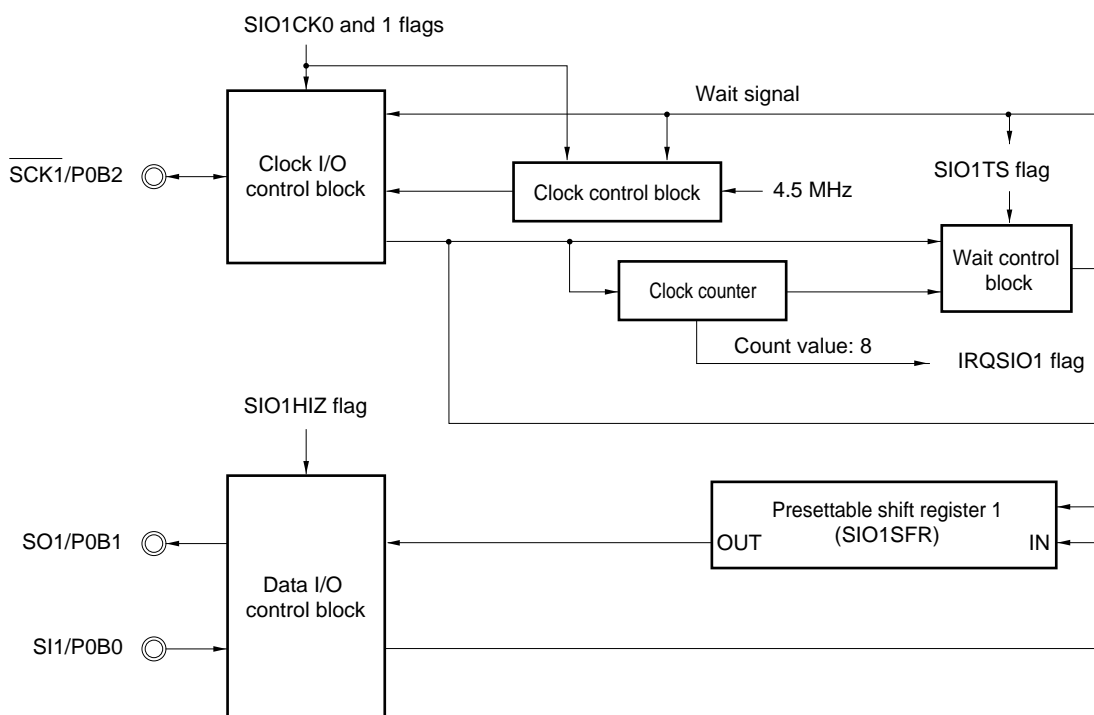 SIO1CK0 and 1 flags
Wait signal
Clock I/O
control block
SCK1/P0B2
Clock control block
4.5 MHz
SIO1TS flag
Wait control
block
Clock counter
Count value: 8
IRQSIO1 flag
SIO1HIZ flag
Presettable shift register 1
(SIO1SFR)
OUT
IN
SO1/P0B1
Data I/O
control block
SI1/P0B0